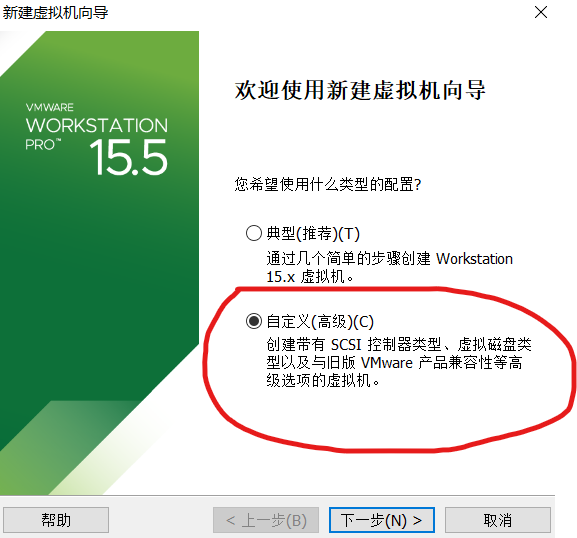 新建虚拟机向导
VMWARE
WORKSTATION
PRO™ 15.5
欢迎使用新建虚拟机向导
您希望使用什么类型的配置?
典型(推荐)(T)
通过几个简单的步骤创建 Workstation
15.x 虚拟机。
自定义(高级)(C)
创建带有 SCSI 控制器类型、虚拟磁盘类
型以及与旧版 VMware 产品兼容性等高
级选项的虚拟机。
帮助
< 上一步(B)
下一步(N) >
取消